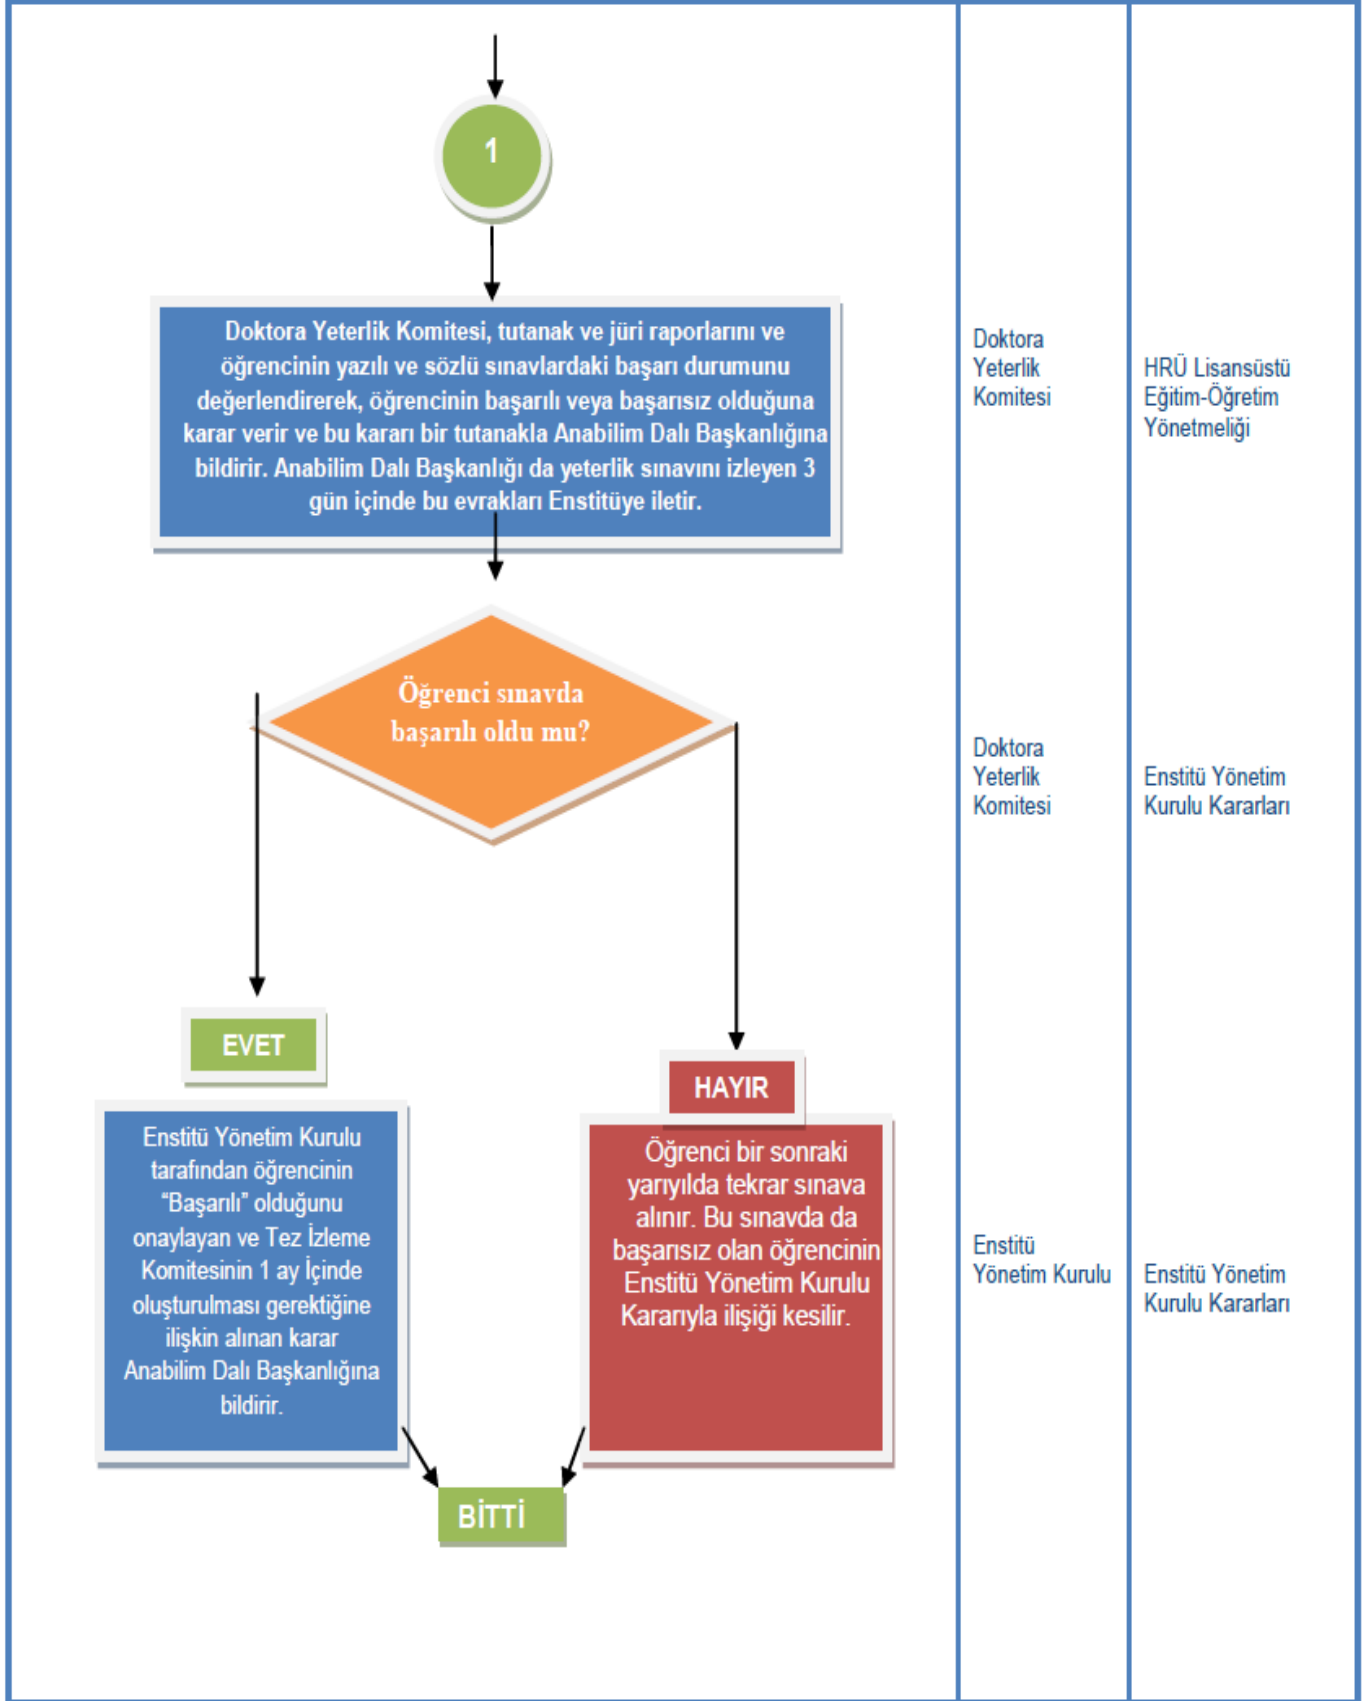 1
Doktora Yeterlik Komitesi, tutanak ve jüri raporlarını ve
öğrencinin yazılı ve sözlü sınavlardaki başarı durumunu
değerlendirerek, öğrencinin başarılı veya başarısız olduğuna
karar verir ve bu kararı bir tutanakla Anabilim Dalı Başkanlığına
bildirir. Anabilim Dalı Başkanlığı da yeterlik sınavını izleyen 3
gün içinde bu evrakları Enstitüye iletir.
Doktora
Yeterlik
Komitesi
HRÜ Lisansüstü
Eğitim-Öğretim
Yönetmeliği
Öğrenci sınavda
başarılı oldu mu?
Doktora
Yeterlik
Komitesi
Enstitü Yönetim
Kurulu Kararları
EVET
Enstitü Yönetim Kurulu
tarafından öğrencinin
“Başarılı” olduğunu
onaylayan ve Tez İzleme
Komitesinin 1 ay İçinde
oluşturulması gerektiğine
ilişkin alınan karar
Anabilim Dalı Başkanlığına
bildirir.
HAYIR
Öğrenci bir sonraki
yarıyılda tekrar sınava
alınır. Bu sınavda da
başarısız olan öğrencinin
Enstitü Yönetim Kurulu
Kararıyla ilişiği kesilir.
Enstitü
Yönetim Kurulu
Enstitü Yönetim
Kurulu Kararları
BİTTİ